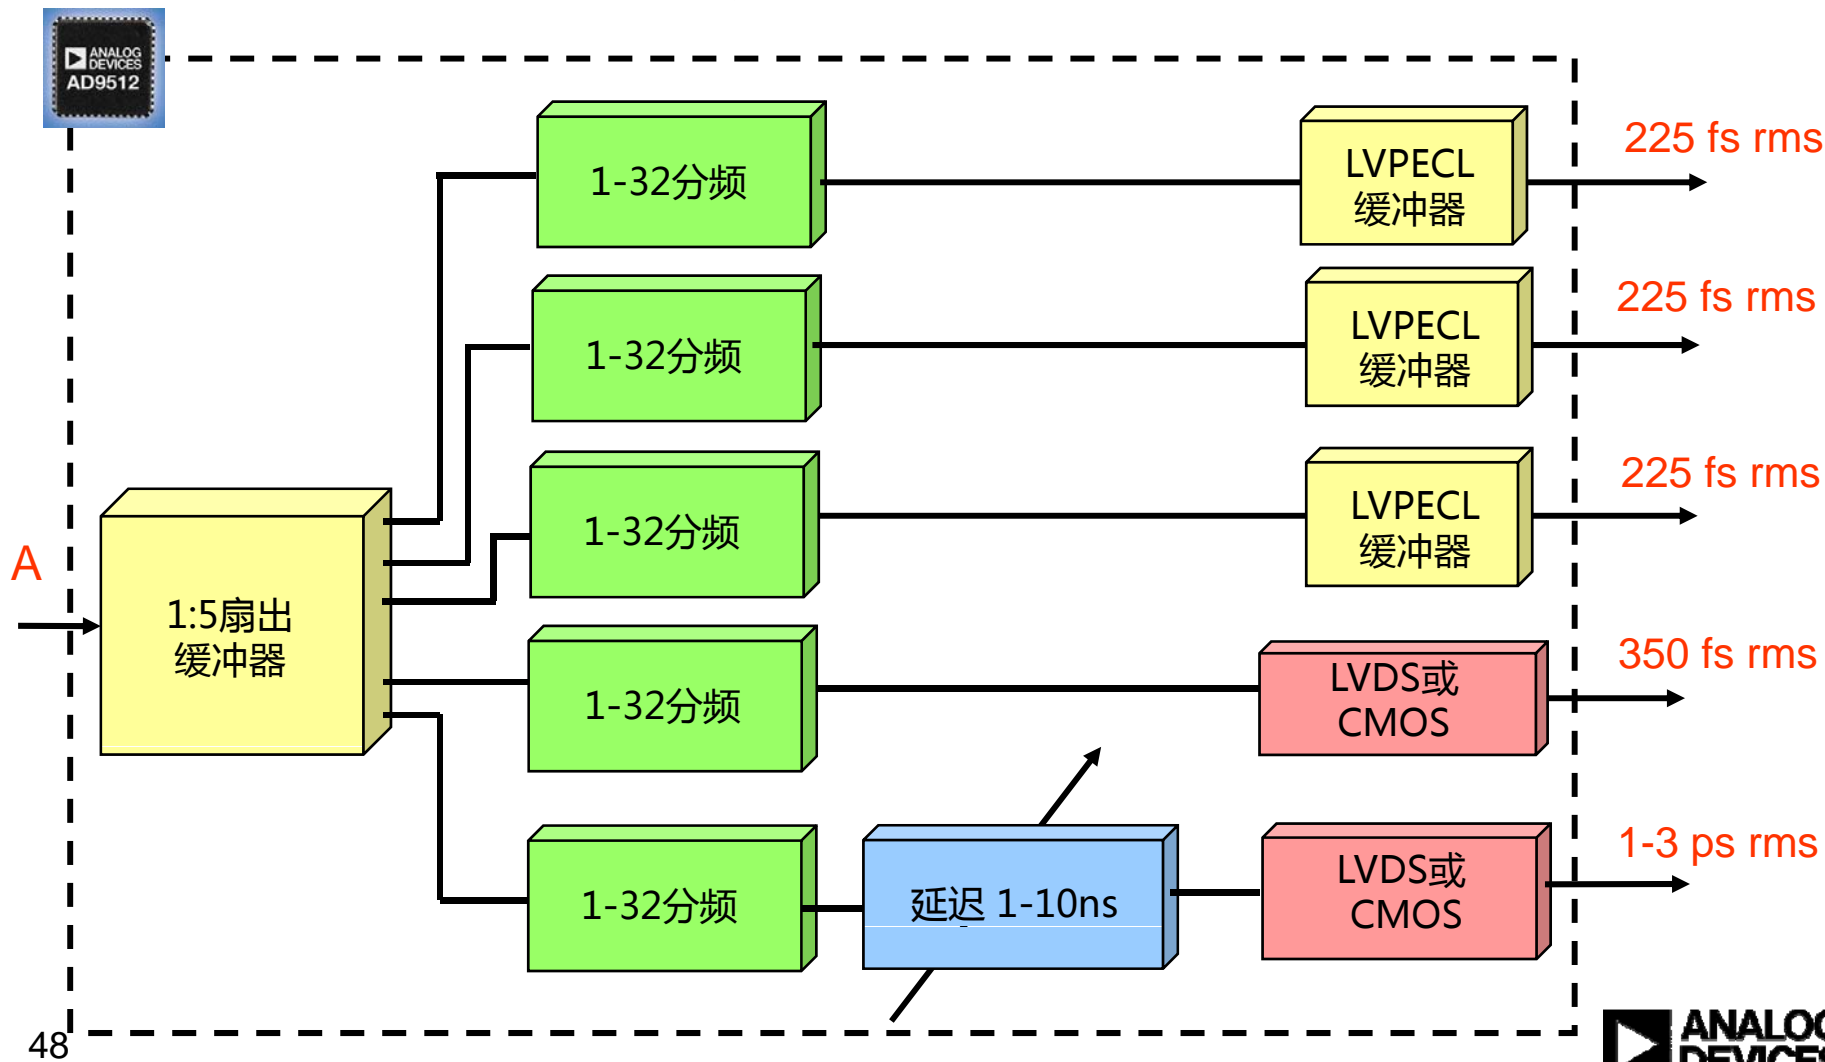 ANALOG
DEVICES
AD9512
1-32分频
LVPECL
缓冲器
225 fs rms
1-32分频
LVPECL
缓冲器
225 fs rms
1-32分频
LVPECL
缓冲器
225 fs rms
A
1:5扇出
缓冲器
1-32分频
LVDS或
CMOS
350 fs rms
1-32分频
延迟 1-10ns
LVDS或
CMOS
1-3 ps rms
48
ANALOG
DEVICES